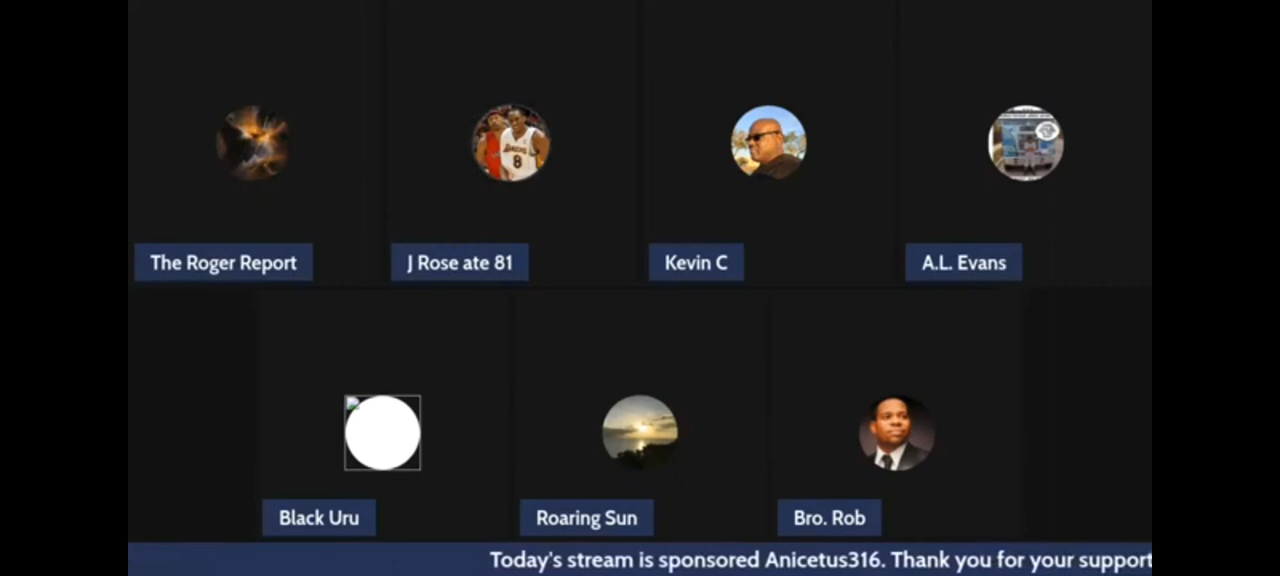 The Roger Report
J Rose ate 81
Kevin C
A.L. Evans
Black Uru
Roaring Sun
Bro. Rob
Today's stream is sponsored Anicetus316. Thank you for your support